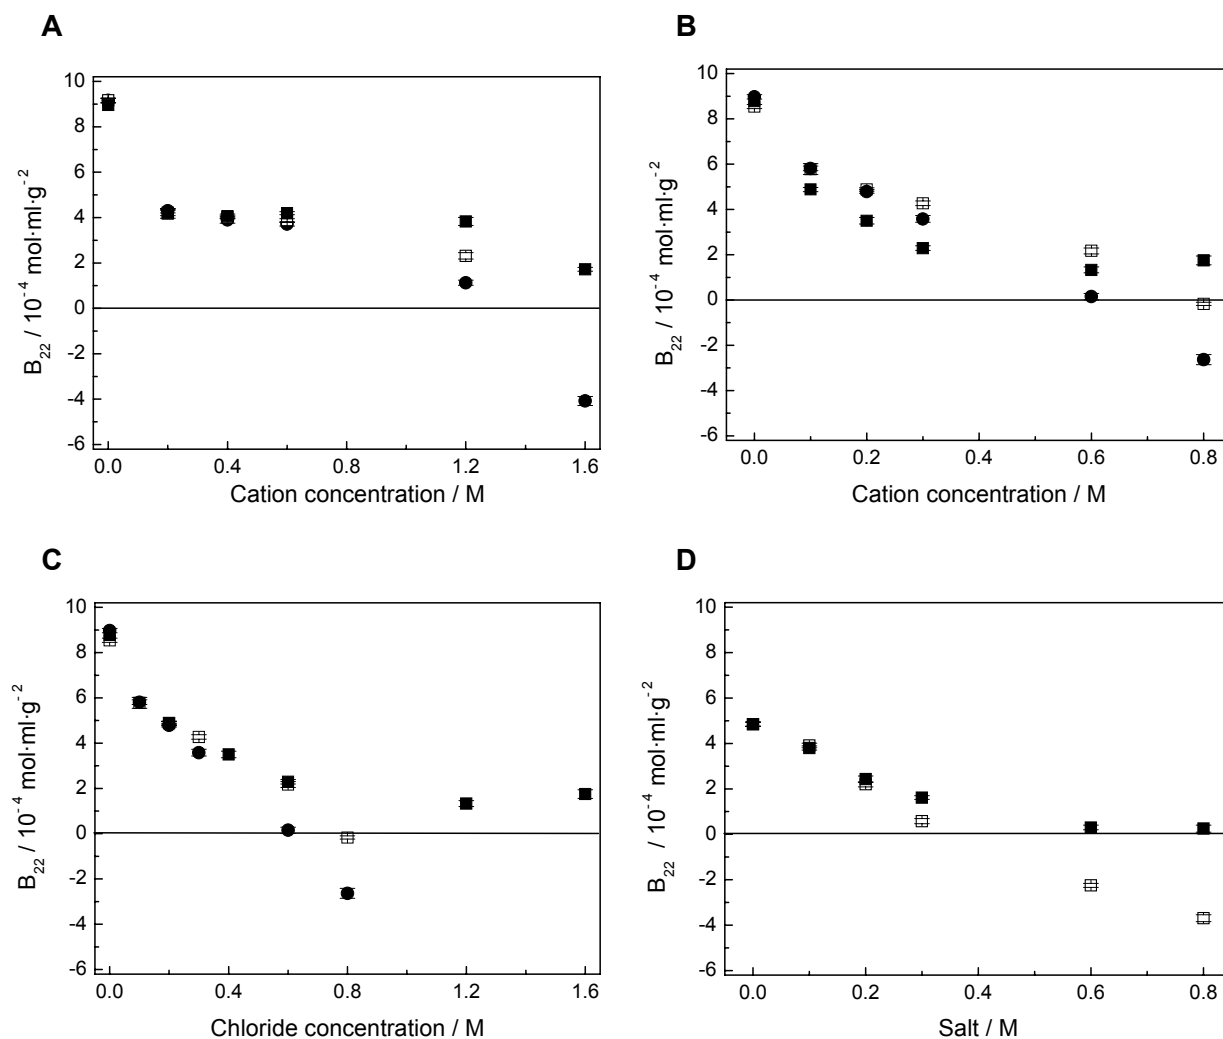 A
10
8
6
4
2
0
-2
-4
-6
B₂₂ / 10⁻⁴ mol·ml·g⁻²
0.0 0.4 0.8 1.2 1.6
Cation concentration / M
B
10
8
6
4
2
0
-2
-4
-6
B₂₂ / 10⁻⁴ mol·ml·g⁻²
0.0 0.2 0.4 0.6 0.8
Cation concentration / M
C
10
8
6
4
2
0
-2
-4
-6
B₂₂ / 10⁻⁴ mol·ml·g⁻²
0.0 0.4 0.8 1.2 1.6
Chloride concentration / M
D
10
8
6
4
2
0
-2
-4
-6
B₂₂ / 10⁻⁴ mol·ml·g⁻²
0.0 0.2 0.4 0.6 0.8
Salt / M